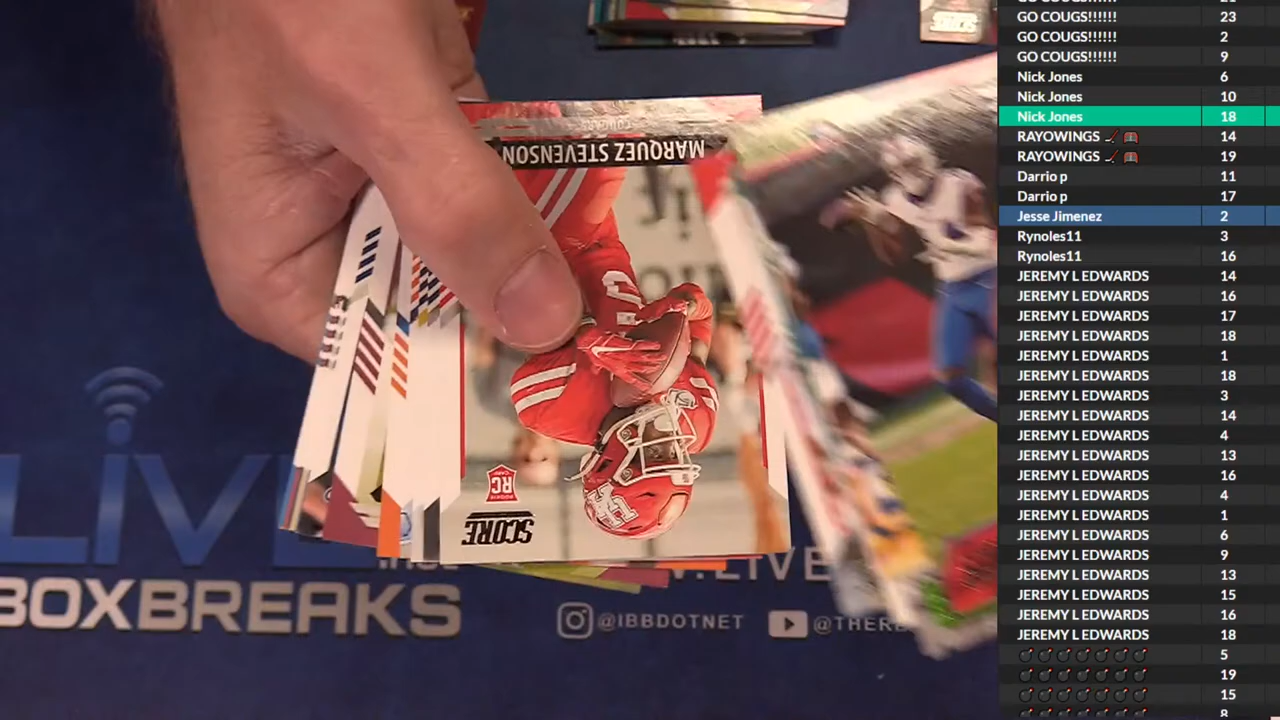 COUGARS
MARQUEZ STEVENSON
RC
SCORE
LIV
BOXBREAKS
.LIVE
@IBBDOTNET
@THER
GO COUGS!!!!!! 23
GO COUGS!!!!!! 2
GO COUGS!!!!!! 9
Nick Jones 6
Nick Jones 10
Nick Jones 18
RAYOWINGS 14
RAYOWINGS 19
Darrio p 11
Darrio p 17
Jesse Jimenez 2
Rynoles11 3
Rynoles11 16
JEREMY L EDWARDS 14
JEREMY L EDWARDS 16
JEREMY L EDWARDS 17
JEREMY L EDWARDS 18
JEREMY L EDWARDS 1
JEREMY L EDWARDS 18
JEREMY L EDWARDS 3
JEREMY L EDWARDS 14
JEREMY L EDWARDS 4
JEREMY L EDWARDS 13
JEREMY L EDWARDS 16
JEREMY L EDWARDS 4
JEREMY L EDWARDS 1
JEREMY L EDWARDS 6
JEREMY L EDWARDS 9
JEREMY L EDWARDS 13
JEREMY L EDWARDS 15
JEREMY L EDWARDS 16
JEREMY L EDWARDS 18
5
19
15
8